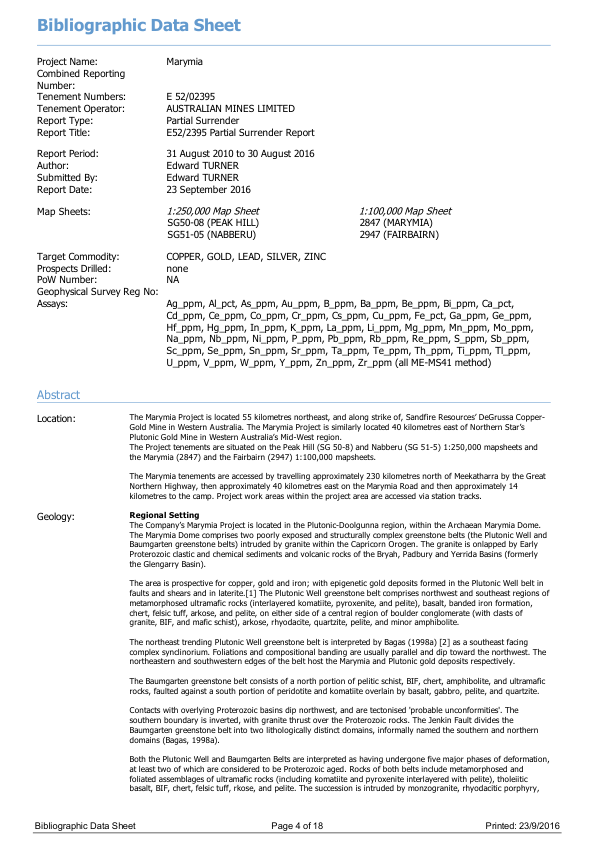 Bibliographic Data Sheet
Project Name: Marymia
Combined Reporting
Number:
Tenement Numbers: E 52/02395
Tenement Operator: AUSTRALIAN MINES LIMITED
Report Type: Partial Surrender
Report Title: E52/2395 Partial Surrender Report
Report Period: 31 August 2010 to 30 August 2016
Author: Edward TURNER
Submitted By: Edward TURNER
Report Date: 23 September 2016
Map Sheets: 1:250,000 Map Sheet 1:100,000 Map Sheet
SG50-08 (PEAK HILL) 2847 (MARYMIA)
SG51-05 (NABBERU) 2947 (FAIRBAIRN)
Target Commodity: COPPER, GOLD, LEAD, SILVER, ZINC
Prospects Drilled: none
PoW Number: NA
Geophysical Survey Reg No:
Assays: Ag_ppm, Al_pct, As_ppm, Au_ppm, B_ppm, Ba_ppm, Be_ppm, Bi_ppm, Ca_pct,
Cd_ppm, Ce_ppm, Co_ppm, Cr_ppm, Cs_ppm, Cu_ppm, Fe_pct, Ga_ppm, Ge_ppm,
Hf_ppm, Hg_ppm, In_ppm, K_ppm, La_ppm, Li_ppm, Mg_ppm, Mn_ppm, Mo_ppm,
Na_ppm, Nb_ppm, Ni_ppm, P_ppm, Pb_ppm, Rb_ppm, Re_ppm, S_ppm, Sb_ppm,
Sc_ppm, Se_ppm, Sn_ppm, Sr_ppm, Ta_ppm, Te_ppm, Th_ppm, Ti_ppm, Tl_ppm,
U_ppm, V_ppm, W_ppm, Y_ppm, Zn_ppm, Zr_ppm (all ME-MS41 method)
Abstract
Location: The Marymia Project is located 55 kilometres northeast, and along strike of, Sandfire Resources' DeGrussa Copper-
Gold Mine in Western Australia. The Marymia Project is similarly located 40 kilometres east of Northern Star's
Plutonic Gold Mine in Western Australia's Mid-West region.
The Project tenements are situated on the Peak Hill (SG 50-8) and Nabberu (SG 51-5) 1:250,000 mapsheets and
the Marymia (2847) and the Fairbairn (2947) 1:100,000 mapsheets.
The Marymia tenements are accessed by travelling approximately 230 kilometres north of Meekatharra by the Great
Northern Highway, then approximately 40 kilometres east on the Marymia Road and then approximately 14
kilometres to the camp. Project work areas within the project area are accessed via station tracks.
Geology: Regional Setting
The Company's Marymia Project is located in the Plutonic-Doolgunna region, within the Archaean Marymia Dome.
The Marymia Dome comprises two poorly exposed and structurally complex greenstone belts (the Plutonic Well and
Baumgarten greenstone belts) intruded by granite within the Capricorn Orogen. The granite is onlapped by Early
Proterozoic clastic and chemical sediments and volcanic rocks of the Bryah, Padbury and Yerrida Basins (formerly
the Glengarry Basin).
The area is prospective for copper, gold and iron; with epigenetic gold deposits formed in the Plutonic Well belt in
faults and shears and in laterite.[1] The Plutonic Well greenstone belt comprises northwest and southeast regions of
metamorphosed ultramafic rocks (interlayered komatiite, pyroxenite, and pelite), basalt, banded iron formation,
chert, felsic tuff, arkose, and pelite, on either side of a central region of boulder conglomerate (with clasts of
granite, BIF, and mafic schist), arkose, rhyodacite, quartzite, pelite, and minor amphibolite.
The northeast trending Plutonic Well greenstone belt is interpreted by Bagas (1998a) [2] as a southeast facing
complex synclinorium. Foliations and compositional banding are usually parallel and dip toward the northwest. The
northeastern and southwestern edges of the belt host the Marymia and Plutonic gold deposits respectively.
The Baumgarten greenstone belt consists of a north portion of pelitic schist, BIF, chert, amphibolite, and ultramafic
rocks, faulted against a south portion of peridotite and komatiite overlain by basalt, gabbro, pelite, and quartzite.
Contacts with overlying Proterozoic basins dip northwest, and are tectonised 'probable unconformities'. The
southern boundary is inverted, with granite thrust over the Proterozoic rocks. The Jenkin Fault divides the
Baumgarten greenstone belt into two lithologically distinct domains, informally named the southern and northern
domains (Bagas, 1998a).
Both the Plutonic Well and Baumgarten Belts are interpreted as having undergone five major phases of deformation,
at least two of which are considered to be Proterozoic aged. Rocks of both belts include metamorphosed and
foliated assemblages of ultramafic rocks (including komatiite and pyroxenite interlayered with pelite), tholeiitic
basalt, BIF, chert, felsic tuff, rkose, and pelite. The succession is intruded by monzogranite, rhyodacitic porphyry,
Bibliographic Data Sheet Page 4 of 18 Printed: 23/9/2016